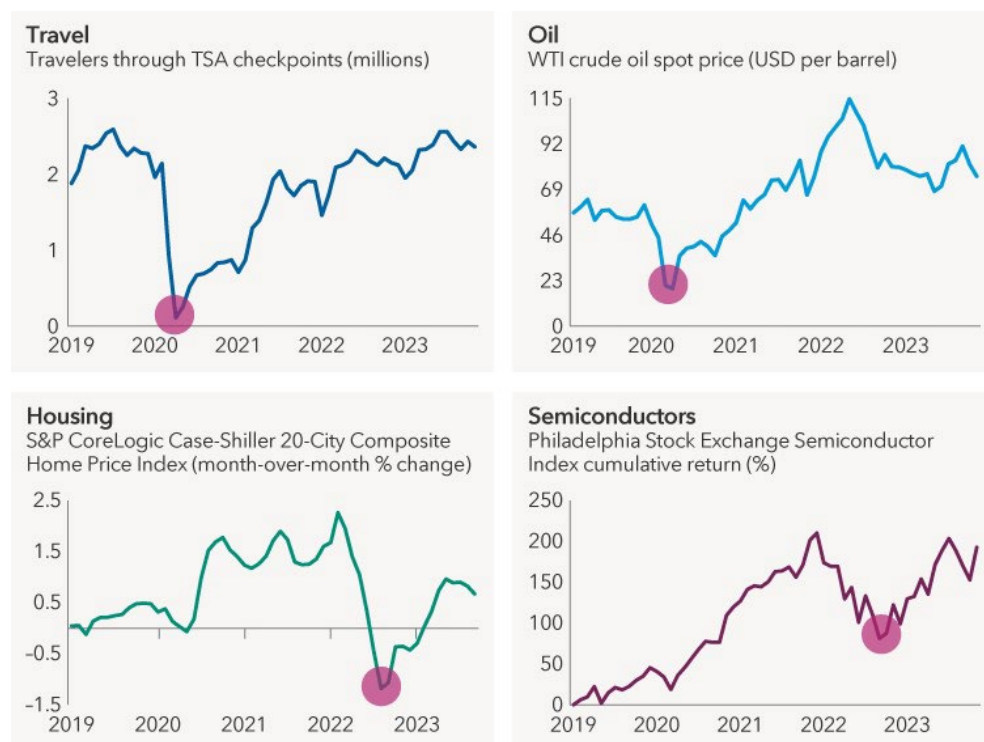 Travel
Travelers through TSA checkpoints (millions)
3
2
1
0
2019 2020 2021 2022 2023
Oil
WTI crude oil spot price (USD per barrel)
115
92
69
46
23
0
2019 2020 2021 2022 2023
Housing
S&P CoreLogic Case-Shiller 20-City Composite
Home Price Index (month-over-month % change)
2.5
1.5
0.5
–0.5
–1.5
2019 2020 2021 2022 2023
Semiconductors
Philadelphia Stock Exchange Semiconductor
Index cumulative return (%)
250
200
150
100
50
0
2019 2020 2021 2022 2023